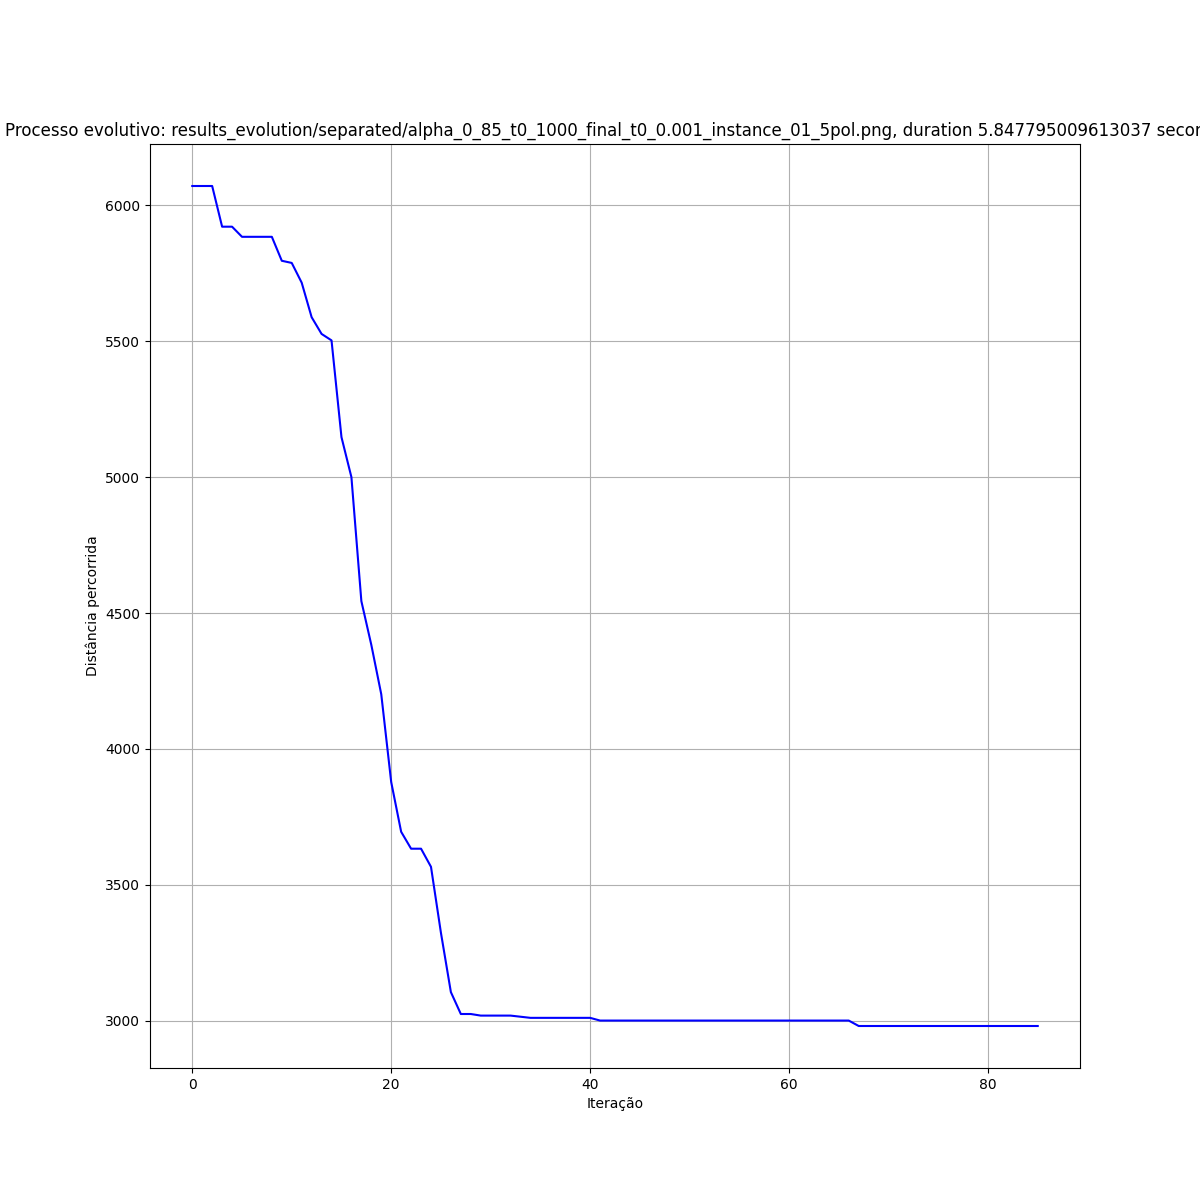 Processo evolutivo: results_evolution/separated/alpha_0_85_t0_1000_final_t0_0.001_instance_01_5pol.png, duration 5.847795009613037 secon
6000
5500
5000
4500
4000
3500
3000
Distância percorrida
0 20 40 60 80
Iteração